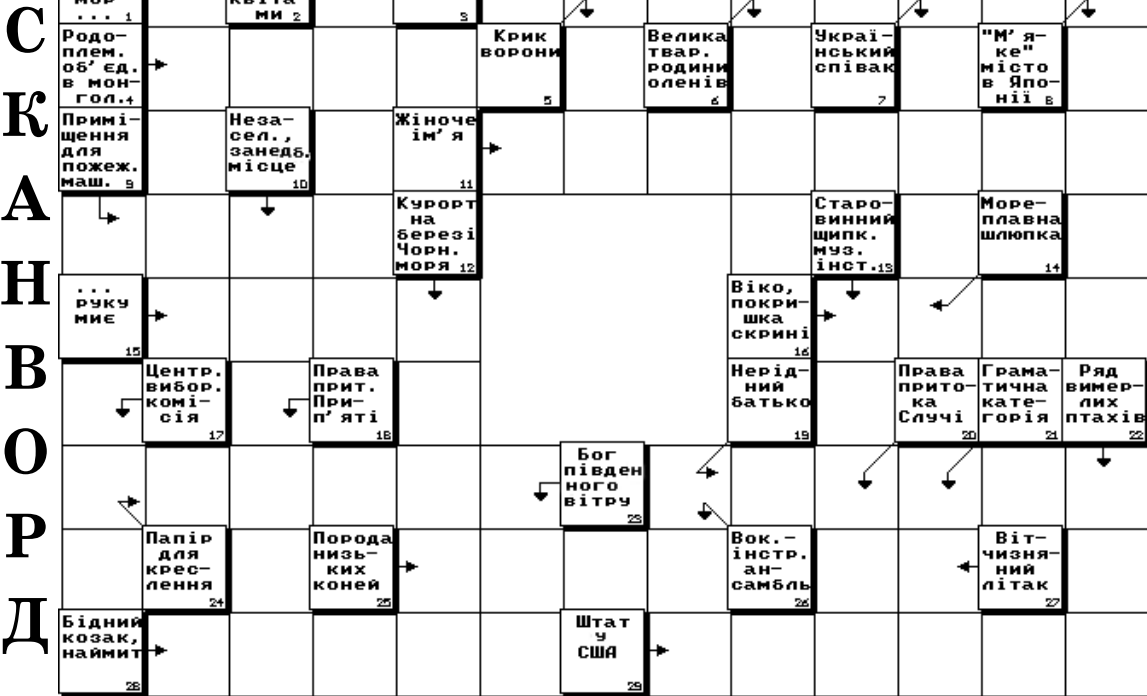 СКАНВОРД
... 1
ми 2
3
Родо-
плем.
об'єд.
в мон-
гол. 4
Крик
ворони
5
Велика
твар.
родини
оленів
6
Украї-
нський
співак
7
"М'я-
ке"
місто
в Япо-
нії 8
Примі-
щення
для
пожеж.
маш. 9
Неза-
сел.,
занедб.
місце
10
Жіноче
ім'я
11
Курорт
на
березі
Чорн.
моря 12
Старо-
винний
щипк.
муз.
інст. 13
Море-
плавна
шлюпка
14
...
руку
миє
15
Віко,
покри-
шка
скрині
16
Центр.
вибор.
комі-
сія
17
Права
прит.
При-
п'яті
18
Нерід-
ний
батько
19
Права
прито-
ка
Случі
20
Грама-
тична
кате-
горія
21
Ряд
вимер-
лих
птахів
22
Бог
півден
ного
вітру
23
Папір
для
крес-
лення
24
Порода
низь-
ких
коней
25
Вок.-
інстр.
ан-
самбль
26
Віт-
чизня-
ний
літак
27
Бідний
козак,
наймит
28
Штат
у
США
29